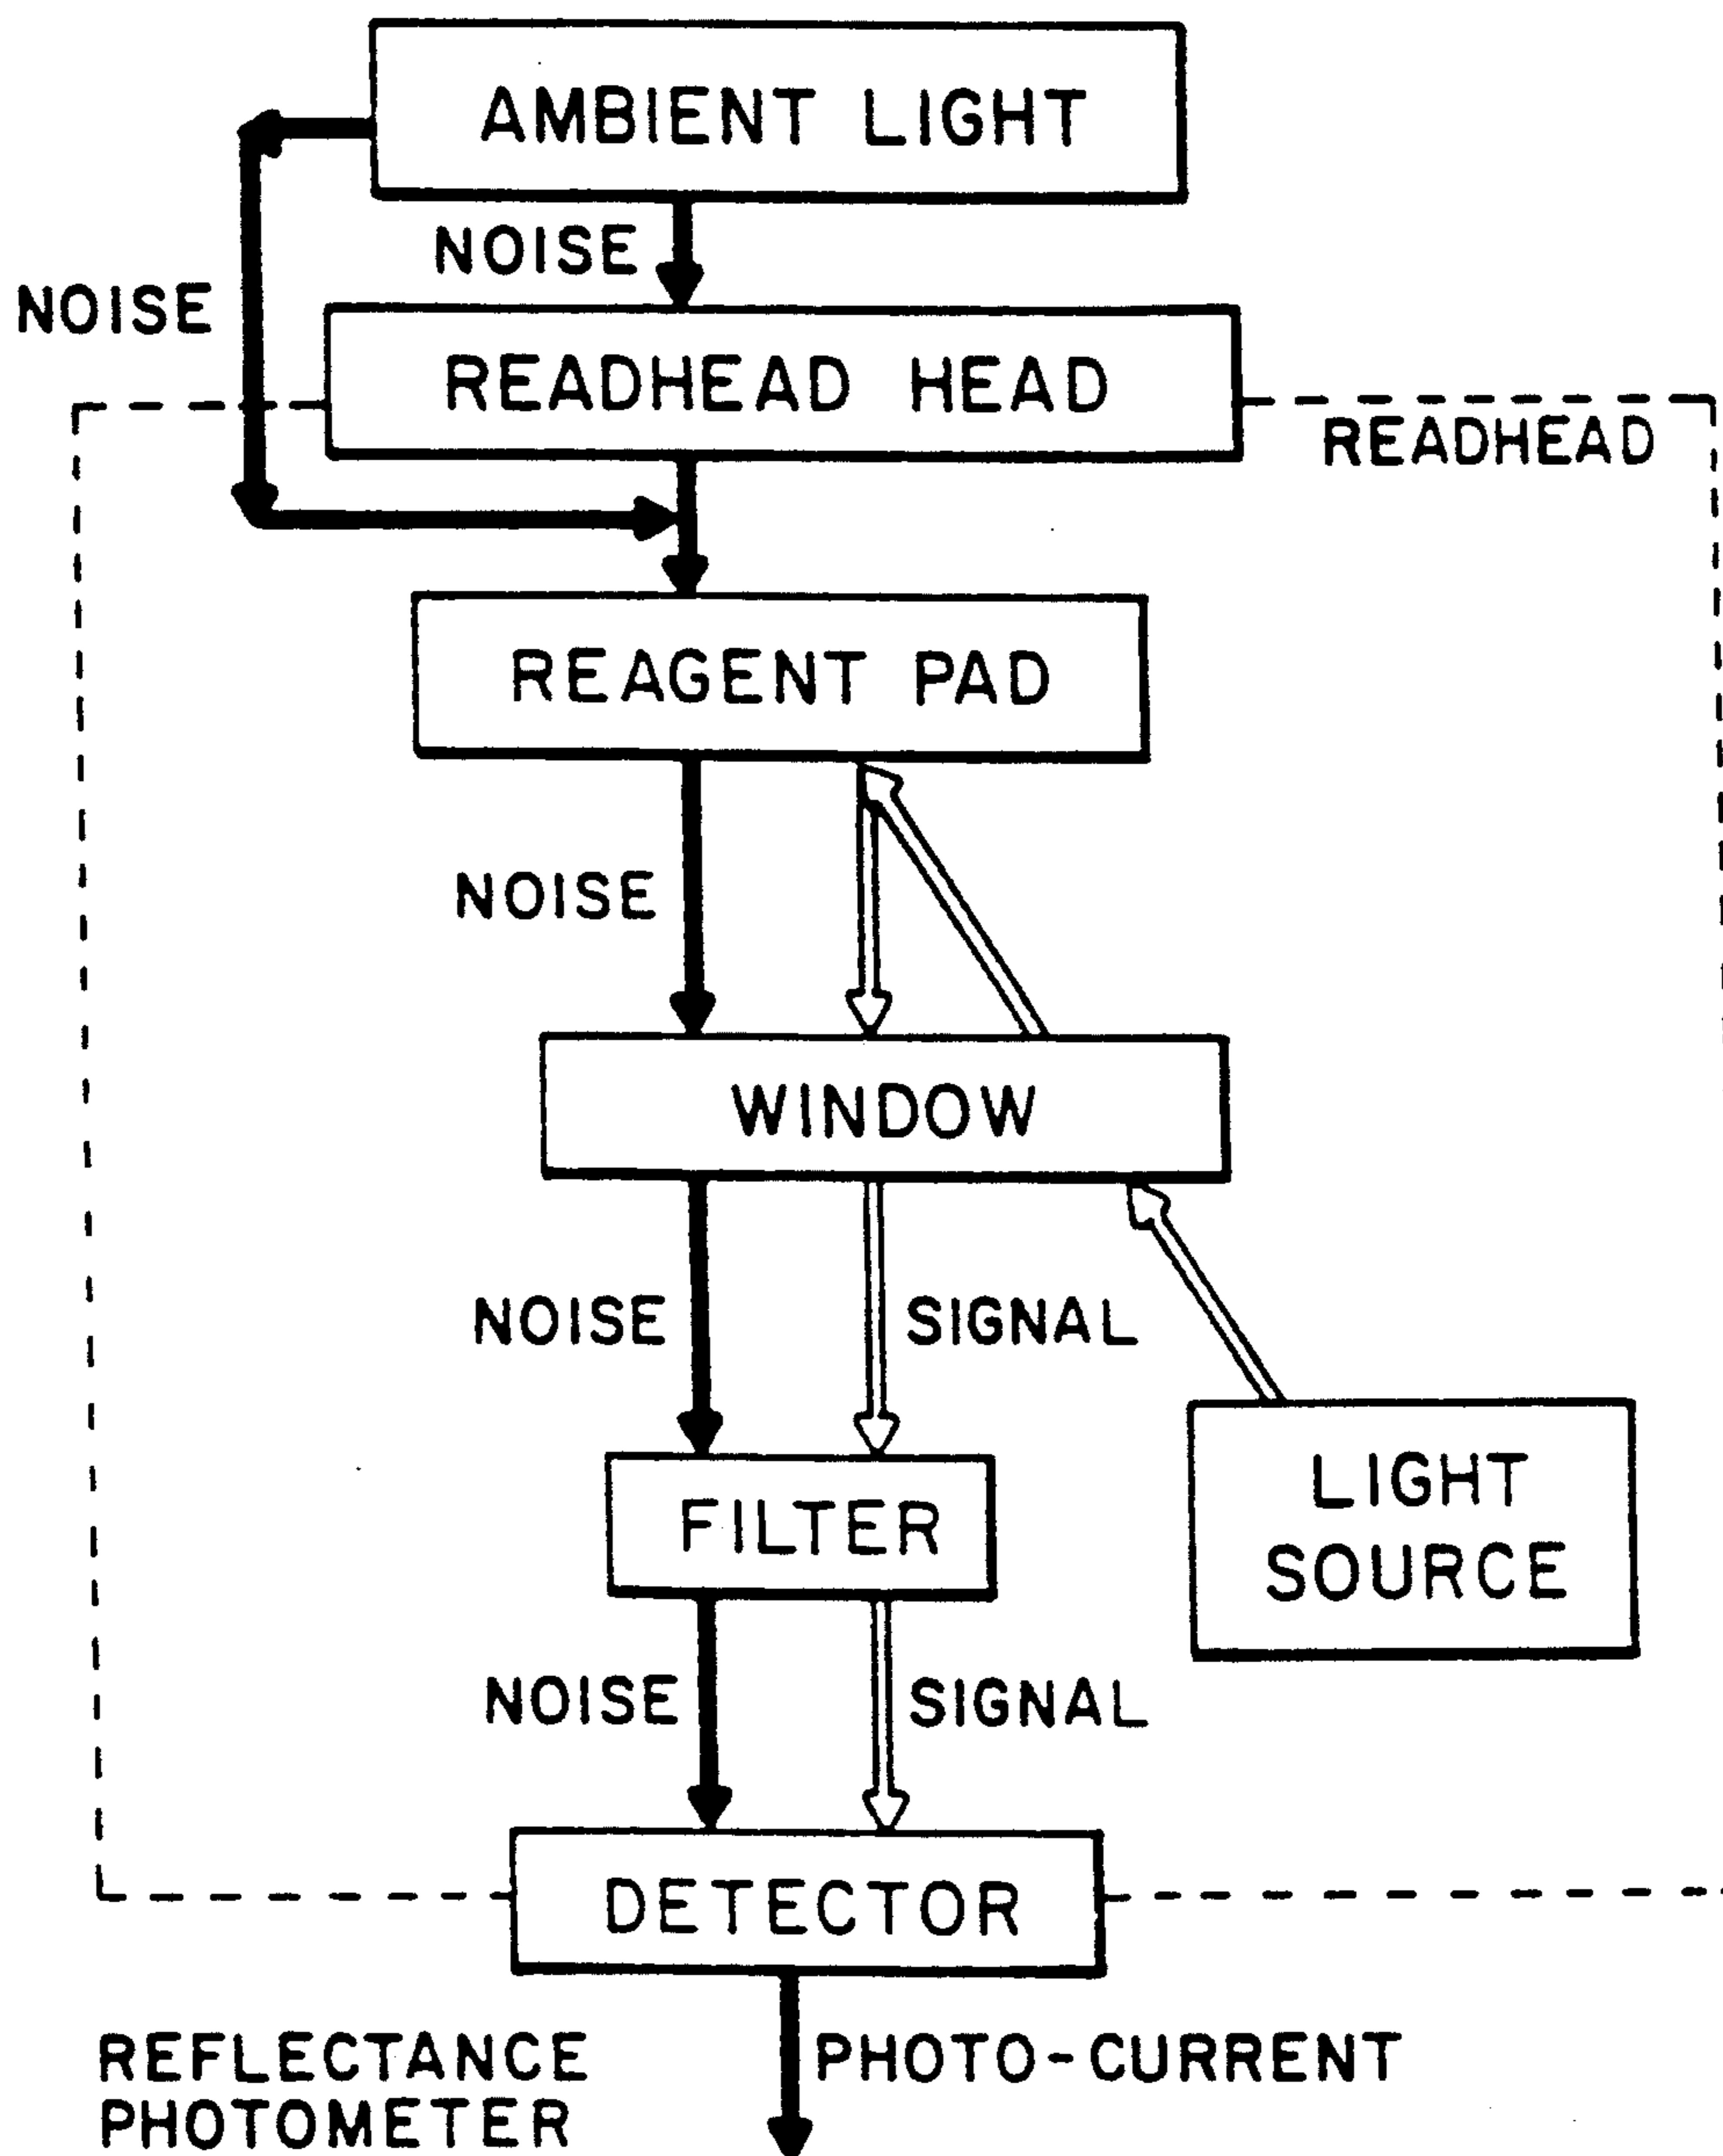 AMBIENT LIGHT
NOISE
NOISE
READHEAD HEAD
READHEAD
REAGENT PAD
NOISE
WINDOW
NOISE
SIGNAL
FILTER
LIGHT
SOURCE
NOISE
SIGNAL
DETECTOR
REFLECTANCE
PHOTOMETER
PHOTO-CURRENT